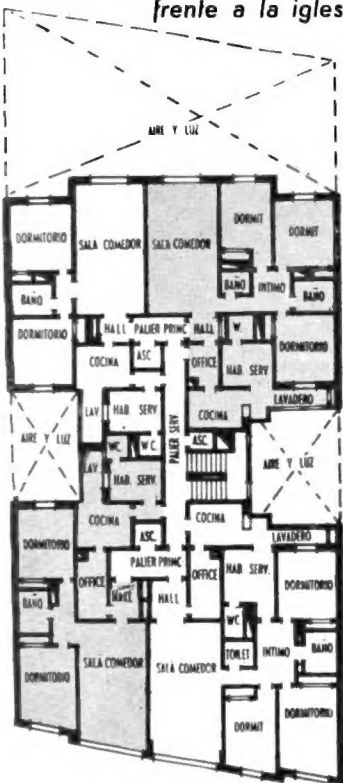 frente a la igles
AIRE Y LUZ
DORMITORIO
SALA COMEDOR
SALA COMEDOR
DORMIT
DORMIT
BAÑO
BAÑO
INTIMO
BAÑO
HALL
PALIER PRINC
HALL
W.
DORMITORIO
COCINA
ASC.
OFFICE
HAB. SERV.
DORMITORIO
LAV.
HAB SERV
PALIER SERV
COCINA
LAVADERO
W.C.
W.C.
ASC.
AIRE Y LUZ
AIRE Y LUZ
LAV
HAB. SERV.
COCINA
ASC.
COCINA
LAVADERO
DORMITORIO
OFFICE
PALIER PRINC
OFFICE
HAB. SERV.
DORMITORIO
BAÑO
HALL
HALL
W.C.
TOILET
INTIMO
BAÑO
DORMITORIO
SALA COMEDOR
SALA COMEDOR
DORMIT
DORMITORIO